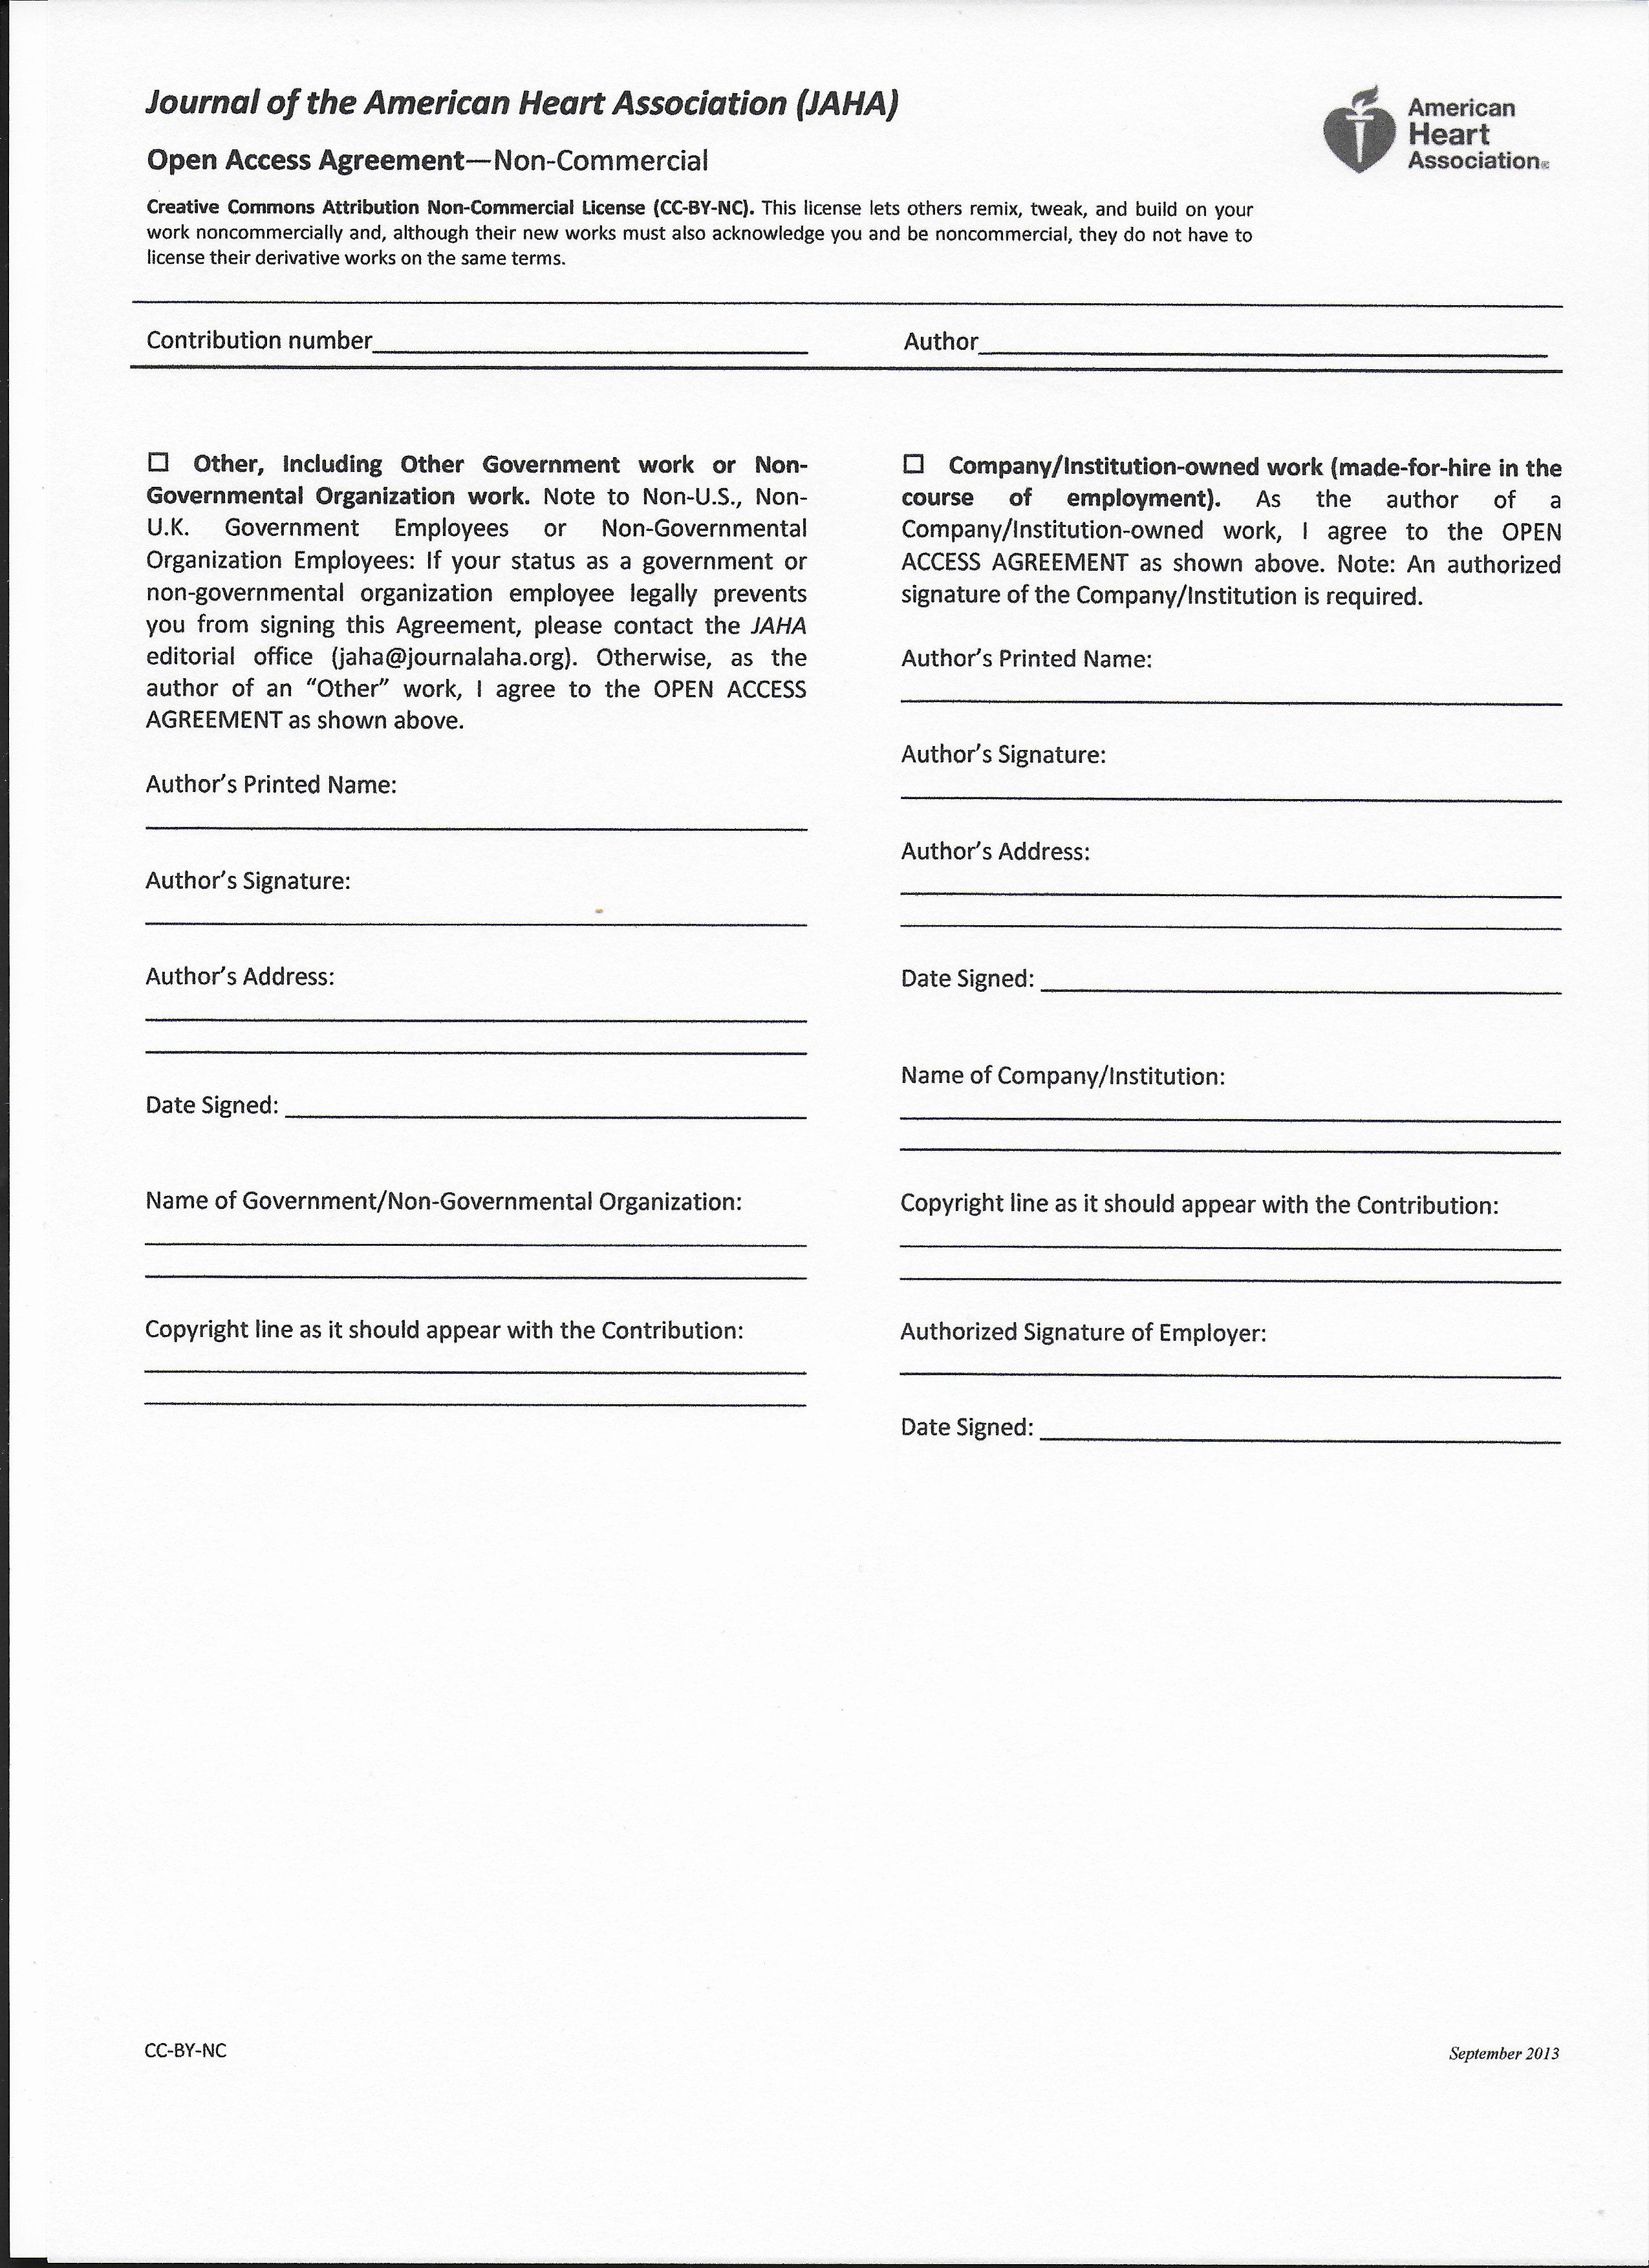 Journal of the American Heart Association (JAHA)
American
Heart
Association®
Open Access Agreement—Non-Commercial
Creative Commons Attribution Non-Commercial License (CC-BY-NC). This license lets others remix, tweak, and build on your
work noncommercially and, although their new works must also acknowledge you and be noncommercial, they do not have to
license their derivative works on the same terms.
Contribution number
Author
☐ Other, Including Other Government work or Non-
Governmental Organization work. Note to Non-U.S., Non-
U.K. Government Employees or Non-Governmental
Organization Employees: If your status as a government or
non-governmental organization employee legally prevents
you from signing this Agreement, please contact the JAHA
editorial office (jaha@journalaha.org). Otherwise, as the
author of an “Other” work, I agree to the OPEN ACCESS
AGREEMENT as shown above.
Author’s Printed Name:
Author’s Signature:
Author’s Address:
Date Signed:
Name of Government/Non-Governmental Organization:
Copyright line as it should appear with the Contribution:
☐ Company/Institution-owned work (made-for-hire in the
course of employment). As the author of a
Company/Institution-owned work, I agree to the OPEN
ACCESS AGREEMENT as shown above. Note: An authorized
signature of the Company/Institution is required.
Author’s Printed Name:
Author’s Signature:
Author’s Address:
Date Signed:
Name of Company/Institution:
Copyright line as it should appear with the Contribution:
Authorized Signature of Employer:
Date Signed:
CC-BY-NC
September 2013